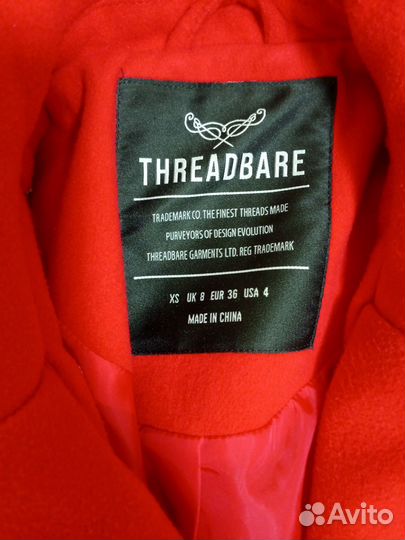 THREADBARE
TRADEMARK CO. THE FINEST THREADS MADE
PURVEYORS OF DESIGN EVOLUTION
THREADBARE GARMENTS LTD. REG TRADEMARK
XS UK 8 EUR 36 USA 4
MADE IN CHINA
Avito